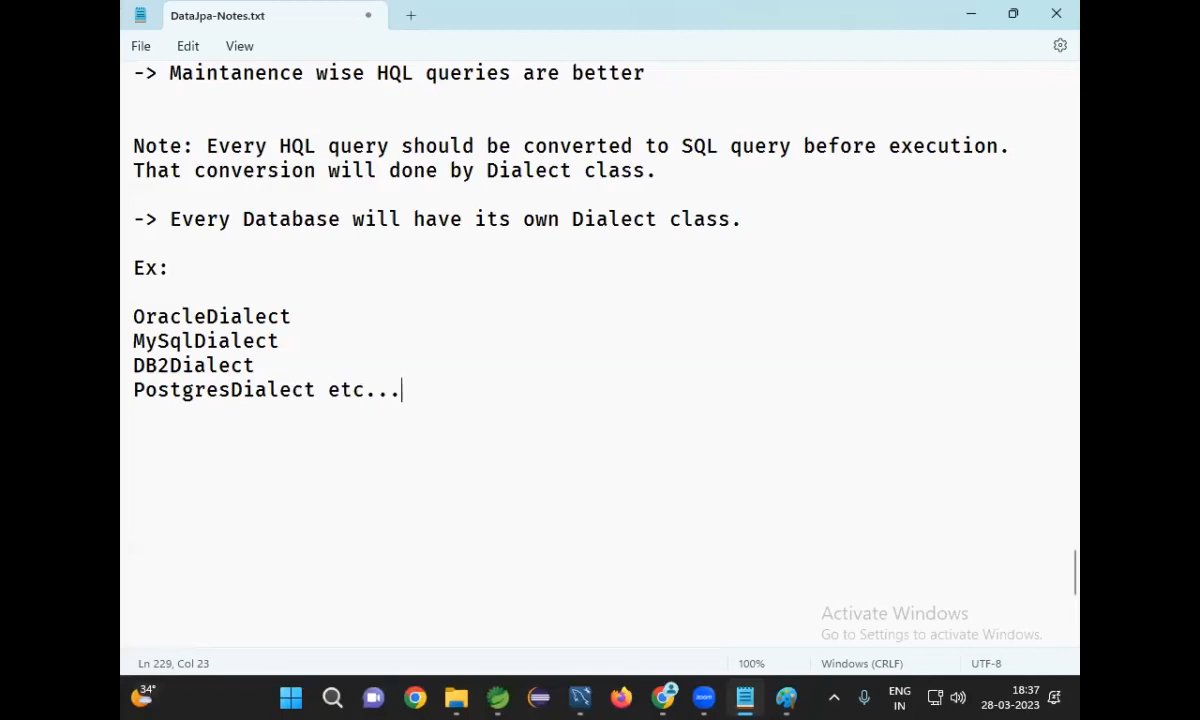 DataJpa-Notes.txt
File Edit View
-> Maintanence wise HQL queries are better
Note: Every HQL query should be converted to SQL query before execution.
That conversion will done by Dialect class.
-> Every Database will have its own Dialect class.
Ex:
OracleDialect
MySqlDialect
DB2Dialect
PostgresDialect etc...
Activate Windows
Go to Settings to activate Windows.
Ln 229, Col 23 100% Windows (CRLF) UTF-8
34° zoom ENG 18:37
IN 28-03-2023